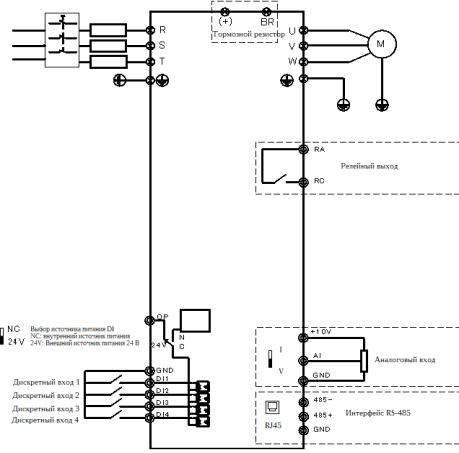 (+) BR
Тормозной резистор
R
S
T
U
V
W
M
RA
RC
Релейный выход
OP
N
C
24V
NC
24V
Выбор источника питания DI
NC: внутренний источник питания
24V: Внешний источник питания 24 В
GND
DI1
DI2
DI3
DI4
Дискретный вход 1
Дискретный вход 2
Дискретный вход 3
Дискретный вход 4
+10V
I
V
AI
GND
Аналоговый вход
RJ45
485-
485+
GND
Интерфейс RS-485